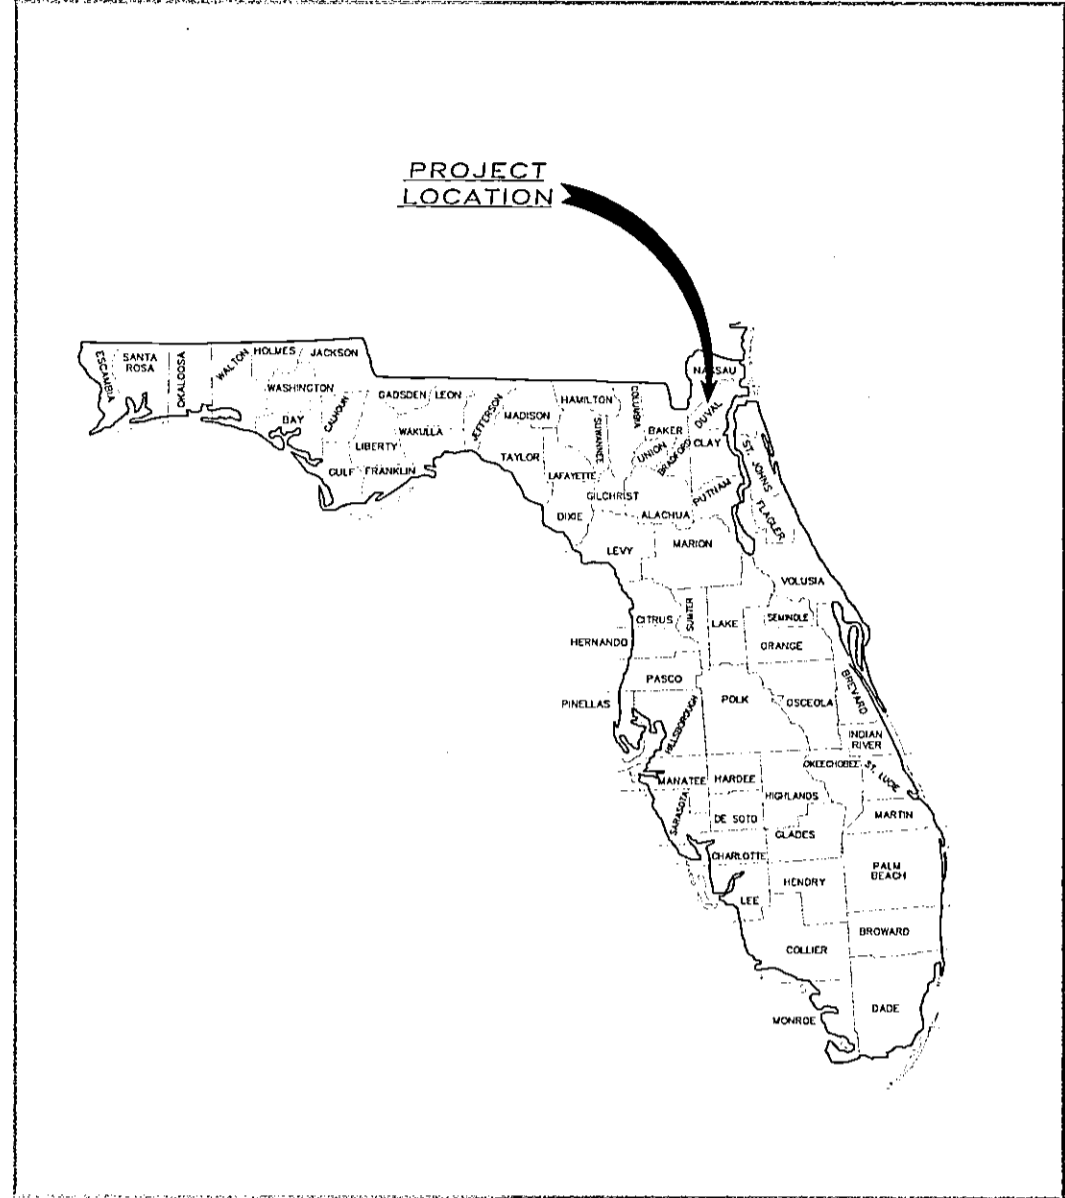 PROJECT
LOCATION
ESCAMBIA
SANTA
ROSA
OKALOOSA
WALTON
HOLMES
JACKSON
WASHINGTON
BAY
CALHOUN
GULF
LIBERTY
FRANKLIN
GADSDEN
LEON
WAKULLA
JEFFERSON
MADISON
TAYLOR
HAMILTON
SUWANNEE
LAFAYETTE
DIXIE
COLUMBIA
GILCHRIST
NASSAU
DUVAL
BAKER
UNION
BRADFORD
CLAY
ST. JOHNS
PUTNAM
FLAGLER
ALACHUA
LEVY
MARION
VOLUSIA
CITRUS
SUMTER
LAKE
SEMINOLE
HERNANDO
ORANGE
PASCO
PINELLAS
HILLSBOROUGH
POLK
OSCEOLA
BREVARD
INDIAN
RIVER
OKEECHOBEE
ST. LUCIE
MANATEE
HARDEE
HIGHLANDS
SARASOTA
DE SOTO
GLADES
MARTIN
CHARLOTTE
LEE
HENDRY
PALM
BEACH
BROWARD
COLLIER
DADE
MONROE